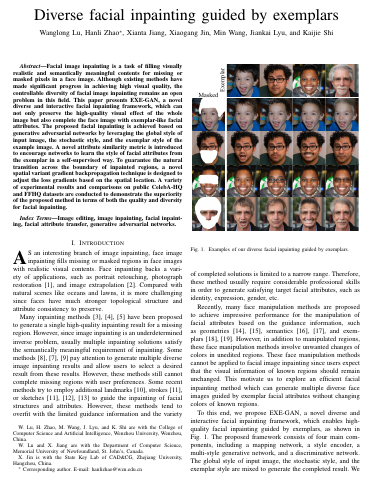 Diverse facial inpainting guided by exemplars
Wanglong Lu, Hanli Zhao*, Xianta Jiang, Xiaogang Jin, Min Wang, Jiankai Lyu, and Kaijie Shi
Abstract—Facial image inpainting is a task of filling visually
realistic and semantically meaningful contents for missing or
masked pixels in a face image. Although existing methods have
made significant progress in achieving high visual quality, the
controllable diversity of facial image inpainting remains an open
problem in this field. This paper presents EXE-GAN, a novel
diverse and interactive facial inpainting framework, which can
not only preserve the high-quality visual effect of the whole
image but also complete the face image with exemplar-like facial
attributes. The proposed facial inpainting is achieved based on
generative adversarial networks by leveraging the global style of
input image, the stochastic style, and the exemplar style of the
example image. A novel attribute similarity metric is introduced
to encourage networks to learn the style of facial attributes from
the exemplar in a self-supervised way. To guarantee the natural
transition across the boundary of inpainted regions, a novel
spatial variant gradient backpropagation technique is designed to
adjust the loss gradients based on the spatial location. A variety
of experimental results and comparisons on public CelebA-HQ
and FFHQ datasets are conducted to demonstrate the superiority
of the proposed method in terms of both the quality and diversity
for facial inpainting.
Index Terms—Image editing, image inpainting, facial inpaint-
ing, facial attribute transfer, generative adversarial networks.
I. INTRODUCTION
AS an interesting branch of image inpainting, face image
inpainting fills missing or masked regions in face images
with realistic visual contents. Face inpainting backs a vari-
ety of applications, such as portrait retouching, photograph
restoration [1], and image extrapolation [2]. Compared with
natural scenes like oceans and lawns, it is more challenging
since faces have much stronger topological structure and
attribute consistency to preserve.
Many inpainting methods [3], [4], [5] have been proposed
to generate a single high-quality inpainting result for a missing
region. However, since image inpainting is an underdetermined
inverse problem, usually multiple inpainting solutions satisfy
the semantically meaningful requirement of inpainting. Some
methods [6], [7], [9] pay attention to generate multiple diverse
image inpainting results and allow users to select a desired
result from these results. However, these methods still cannot
complete missing regions with user preferences. Some recent
methods try to employ additional landmarks [10], strokes [11],
or sketches [11], [12], [13] to guide the inpainting of facial
structures and attributes. However, these methods tend to
overfit with the limited guidance information and the variety
W. Lu, H. Zhao, M. Wang, J. Lyu, and K. Shi are with the College of
Computer Science and Artificial Intelligence, Wenzhou University, Wenzhou,
China.
W. Lu and X. Jiang are with the Department of Computer Science,
Memorial University of Newfoundland, St. John's, Canada.
X. Jin is with the State Key Lab of CAD&CG, Zhejiang University,
Hangzhou, China.
* Corresponding author. E-mail: hanlizhao@wzu.edu.cn
Masked
Exemplar
Fig. 1. Examples of our diverse facial inpainting guided by exemplars.
of completed solutions is limited to a narrow range. Therefore,
these method usually require considerable professional skills
in order to generate satisfying target facial attributes, such as
identity, expression, gender, etc.
Recently, many face manipulation methods are proposed
to achieve impressive performance for the manipulation of
facial attributes based on the guidance information, such
as geometries [14], [15], semantics [16], [17], and exem-
plars [18], [19]. However, in addition to manipulated regions,
these face manipulation methods involve unwanted changes of
colors in unedited regions. These face manipulation methods
cannot be applied to facial image inpainting since users expect
that the visual information of known regions should remain
unchanged. This motivate us to explore an efficient facial
inpainting method which can generate multiple diverse face
images guided by exemplar facial attributes without changing
colors of known regions.
To this end, we propose EXE-GAN, a novel diverse and
interactive facial inpainting framework, which enables high-
quality facial inpainting guided by exemplars, as shown in
Fig. 1. The proposed framework consists of four main com-
ponents, including a mapping network, a style encoder, a
multi-style generative network, and a discriminative network.
The global style of input image, the stochastic style, and the
exemplar style are mixed to generate the completed result. We